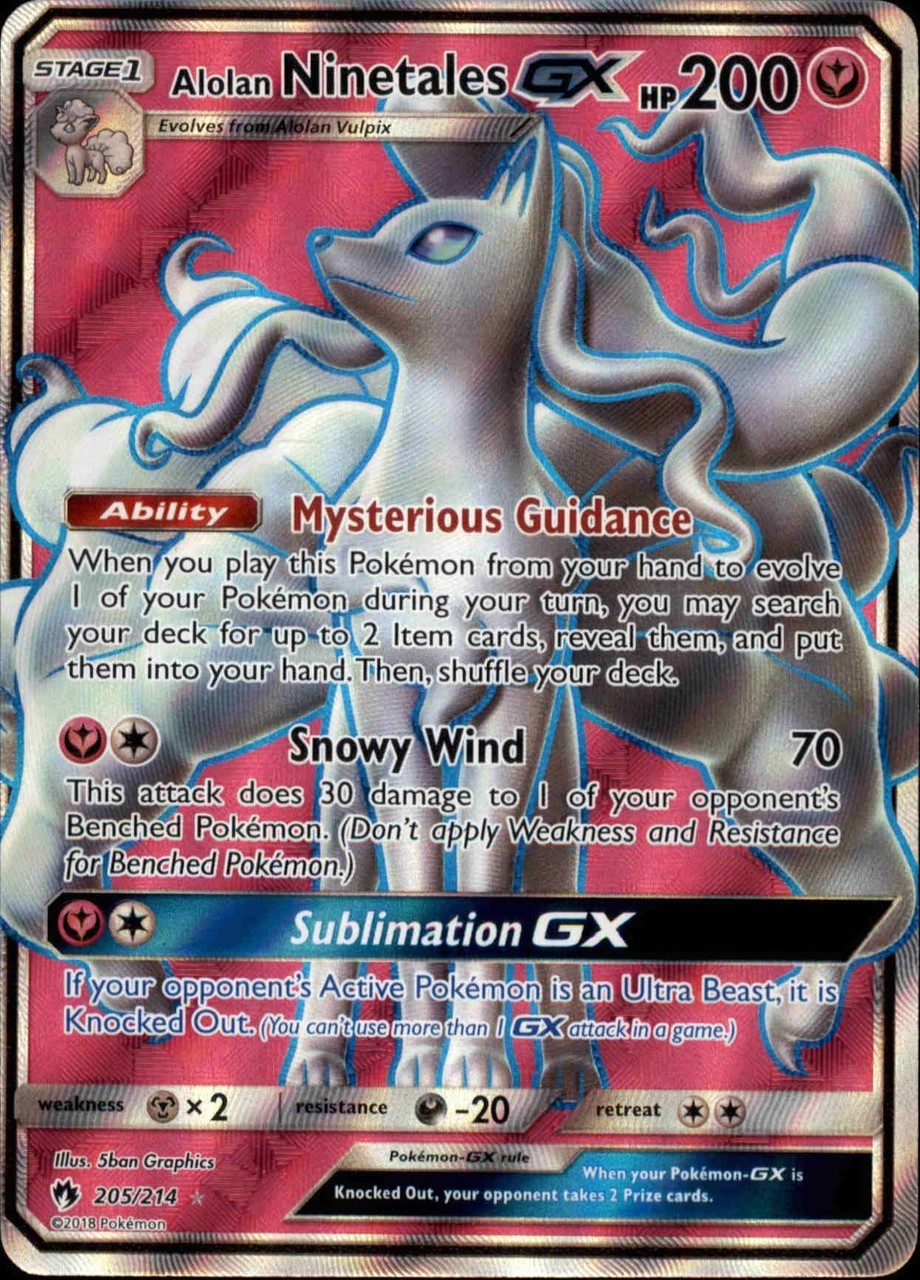 STAGE1
Alolan Ninetales GX HP 200
Evolves from Alolan Vulpix
Ability Mysterious Guidance
When you play this Pokémon from your hand to evolve
1 of your Pokémon during your turn, you may search
your deck for up to 2 Item cards, reveal them, and put
them into your hand. Then, shuffle your deck.
Snowy Wind 70
This attack does 30 damage to 1 of your opponent's
Benched Pokémon. (Don't apply Weakness and Resistance
for Benched Pokémon.)
Sublimation GX
If your opponent's Active Pokémon is an Ultra Beast, it is
Knocked Out. (You can't use more than 1 GX attack in a game.)
weakness ×2 resistance -20 retreat
Illus. 5ban Graphics
205/214
©2018 Pokémon
Pokémon-GX rule
When your Pokémon-GX is
Knocked Out, your opponent takes 2 Prize cards.